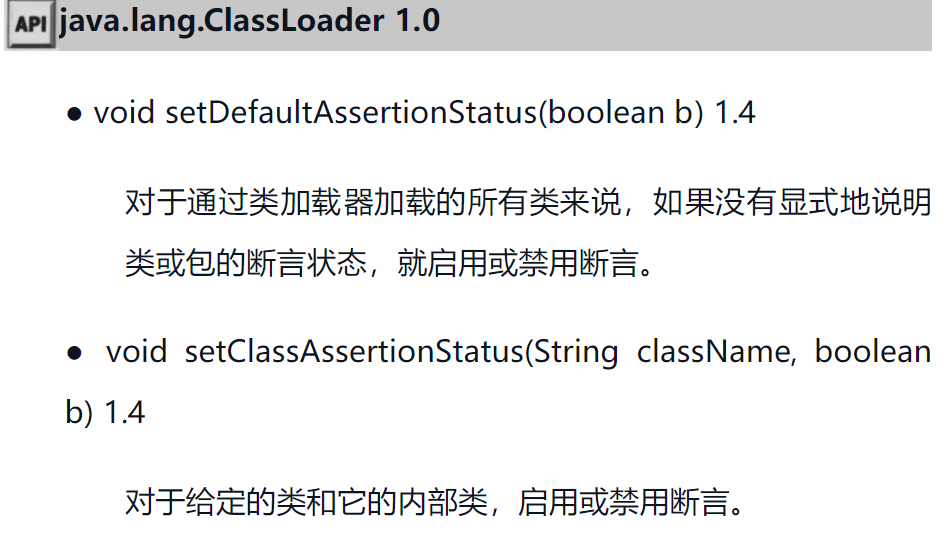 API java.lang.ClassLoader 1.0
● void setDefaultAssertionStatus(boolean b) 1.4
对于通过类加载器加载的所有类来说，如果没有显式地说明
类或包的断言状态，就启用或禁用断言。
● void setClassAssertionStatus(String className, boolean
b) 1.4
对于给定的类和它的内部类，启用或禁用断言。